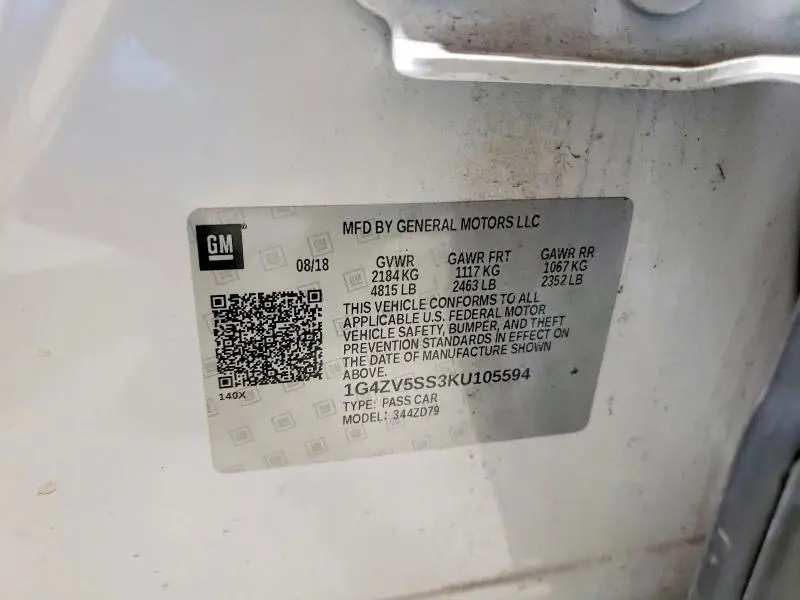 GM
MFD BY GENERAL MOTORS LLC
08/18 GVWR GAWR FRT GAWR RR
2184 KG 1117 KG 1067 KG
4815 LB 2463 LB 2352 LB
THIS VEHICLE CONFORMS TO ALL
APPLICABLE U.S. FEDERAL MOTOR
VEHICLE SAFETY, BUMPER, AND THEFT
PREVENTION STANDARDS IN EFFECT ON
THE DATE OF MANUFACTURE SHOWN
ABOVE.
1G4ZV5SS3KU105594
TYPE: PASS CAR
MODEL: 344ZD79
140X